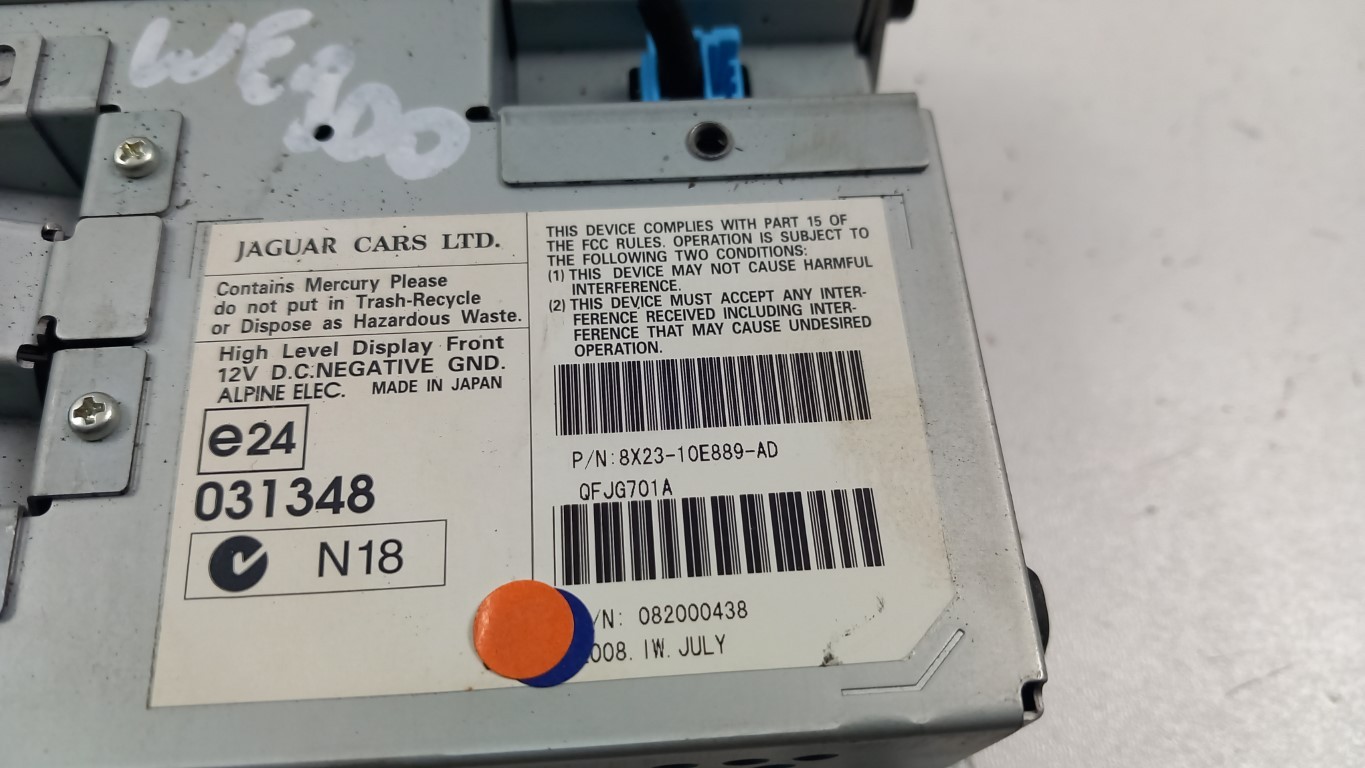 WE400
JAGUAR CARS LTD.
Contains Mercury Please
do not put in Trash-Recycle
or Dispose as Hazardous Waste.
High Level Display Front
12V D.C.NEGATIVE GND.
ALPINE ELEC. MADE IN JAPAN
e24
031348
N18
THIS DEVICE COMPLIES WITH PART 15 OF
THE FCC RULES. OPERATION IS SUBJECT TO
THE FOLLOWING TWO CONDITIONS:
(1) THIS DEVICE MAY NOT CAUSE HARMFUL
INTERFERENCE.
(2) THIS DEVICE MUST ACCEPT ANY INTER-
FERENCE RECEIVED INCLUDING INTER-
FERENCE THAT MAY CAUSE UNDESIRED
OPERATION.
P/N:8X23-10E889-AD
QFJG701A
/N: 082000438
008. IW. JULY